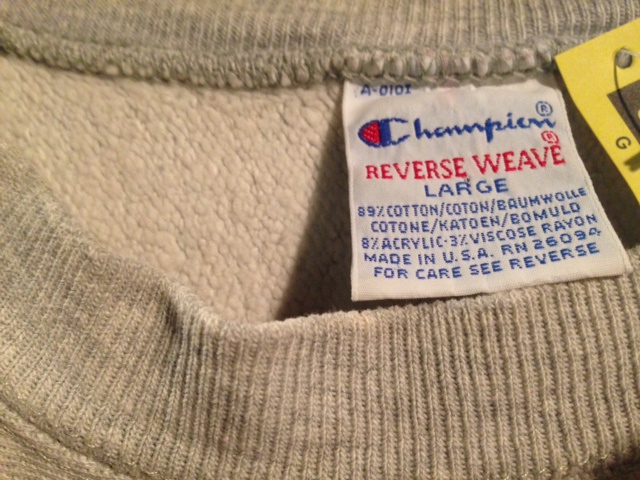 A-0101
Champion®
®
REVERSE WEAVE
LARGE
89% COTTON/COTON/BAUMWOLLE
COTONE/KATOEN/BOMULD
8% ACRYLIC·3% VISCOSE RAYON
MADE IN U.S.A. RN 26094
FOR CARE SEE REVERSE
G